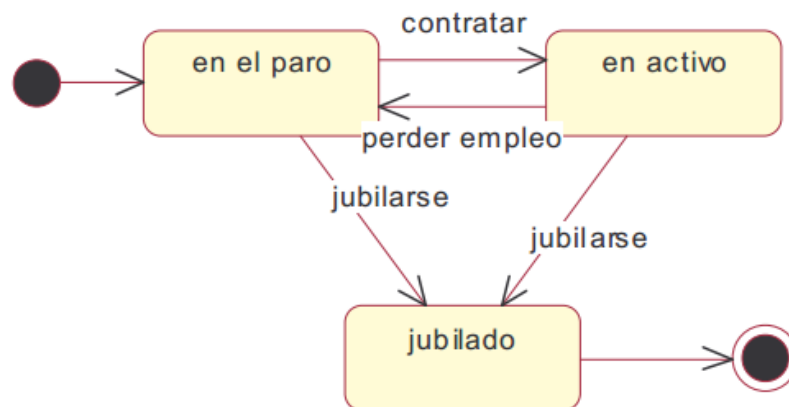 contratar
en el paro
en activo
perder empleo
jubilarse
jubilarse
jubilado